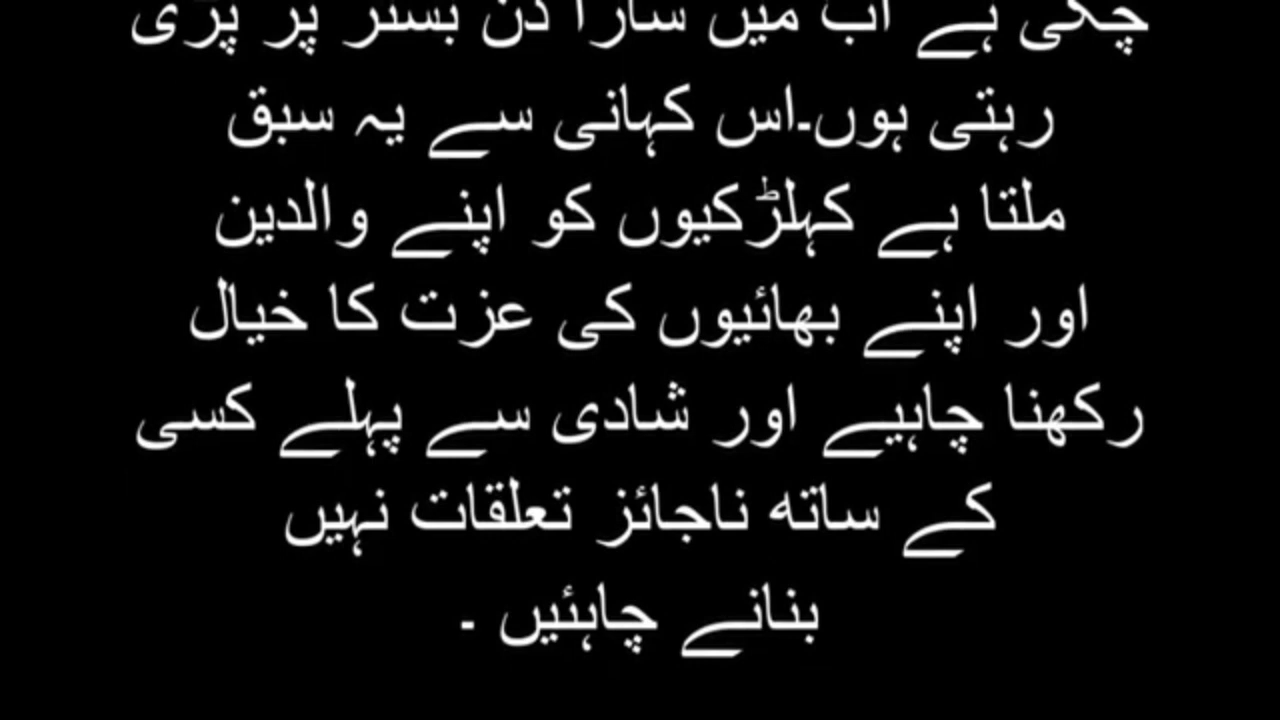 چکی ہے اب میں سارا دن بستر پر پڑی
رہتی ہوں۔اس کہانی سے یہ سبق
ملتا ہے کہلڑکیوں کو اپنے والدین
اور اپنے بھائیوں کی عزت کا خیال
رکھنا چاہیے اور شادی سے پہلے کسی
کے ساتھ ناجائز تعلقات نہیں
بنانے چاہئیں ۔